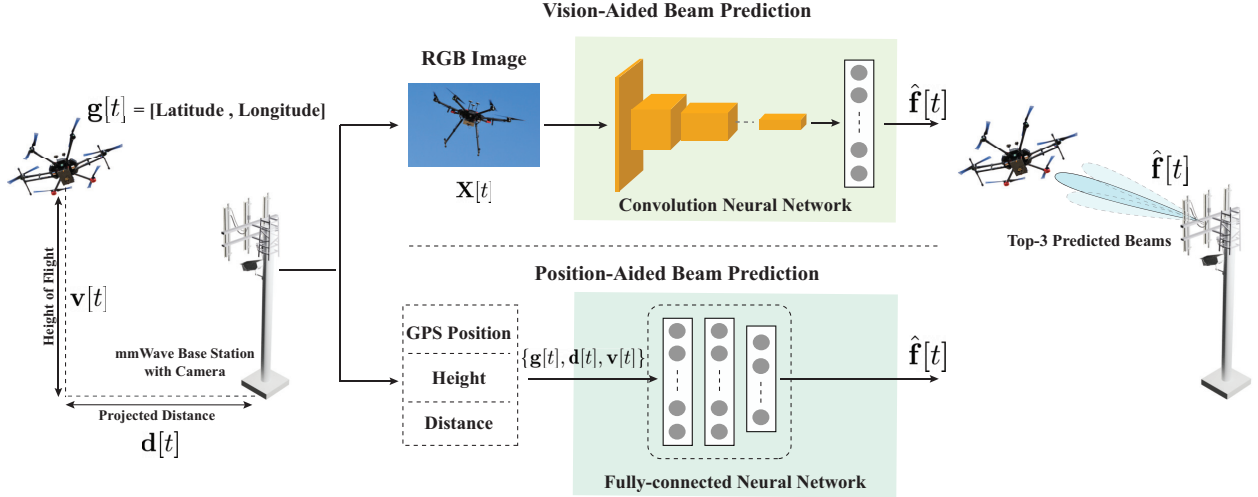 Vision-Aided Beam Prediction
RGB Image
g[t] = [Latitude , Longitude]
X[t]
Convolution Neural Network
f̂[t]
f̂[t]
Top-3 Predicted Beams
Height of Flight
v[t]
mmWave Base Station
with Camera
Projected Distance
d[t]
Position-Aided Beam Prediction
GPS Position
Height
Distance
{g[t], d[t], v[t]}
f̂[t]
Fully-connected Neural Network